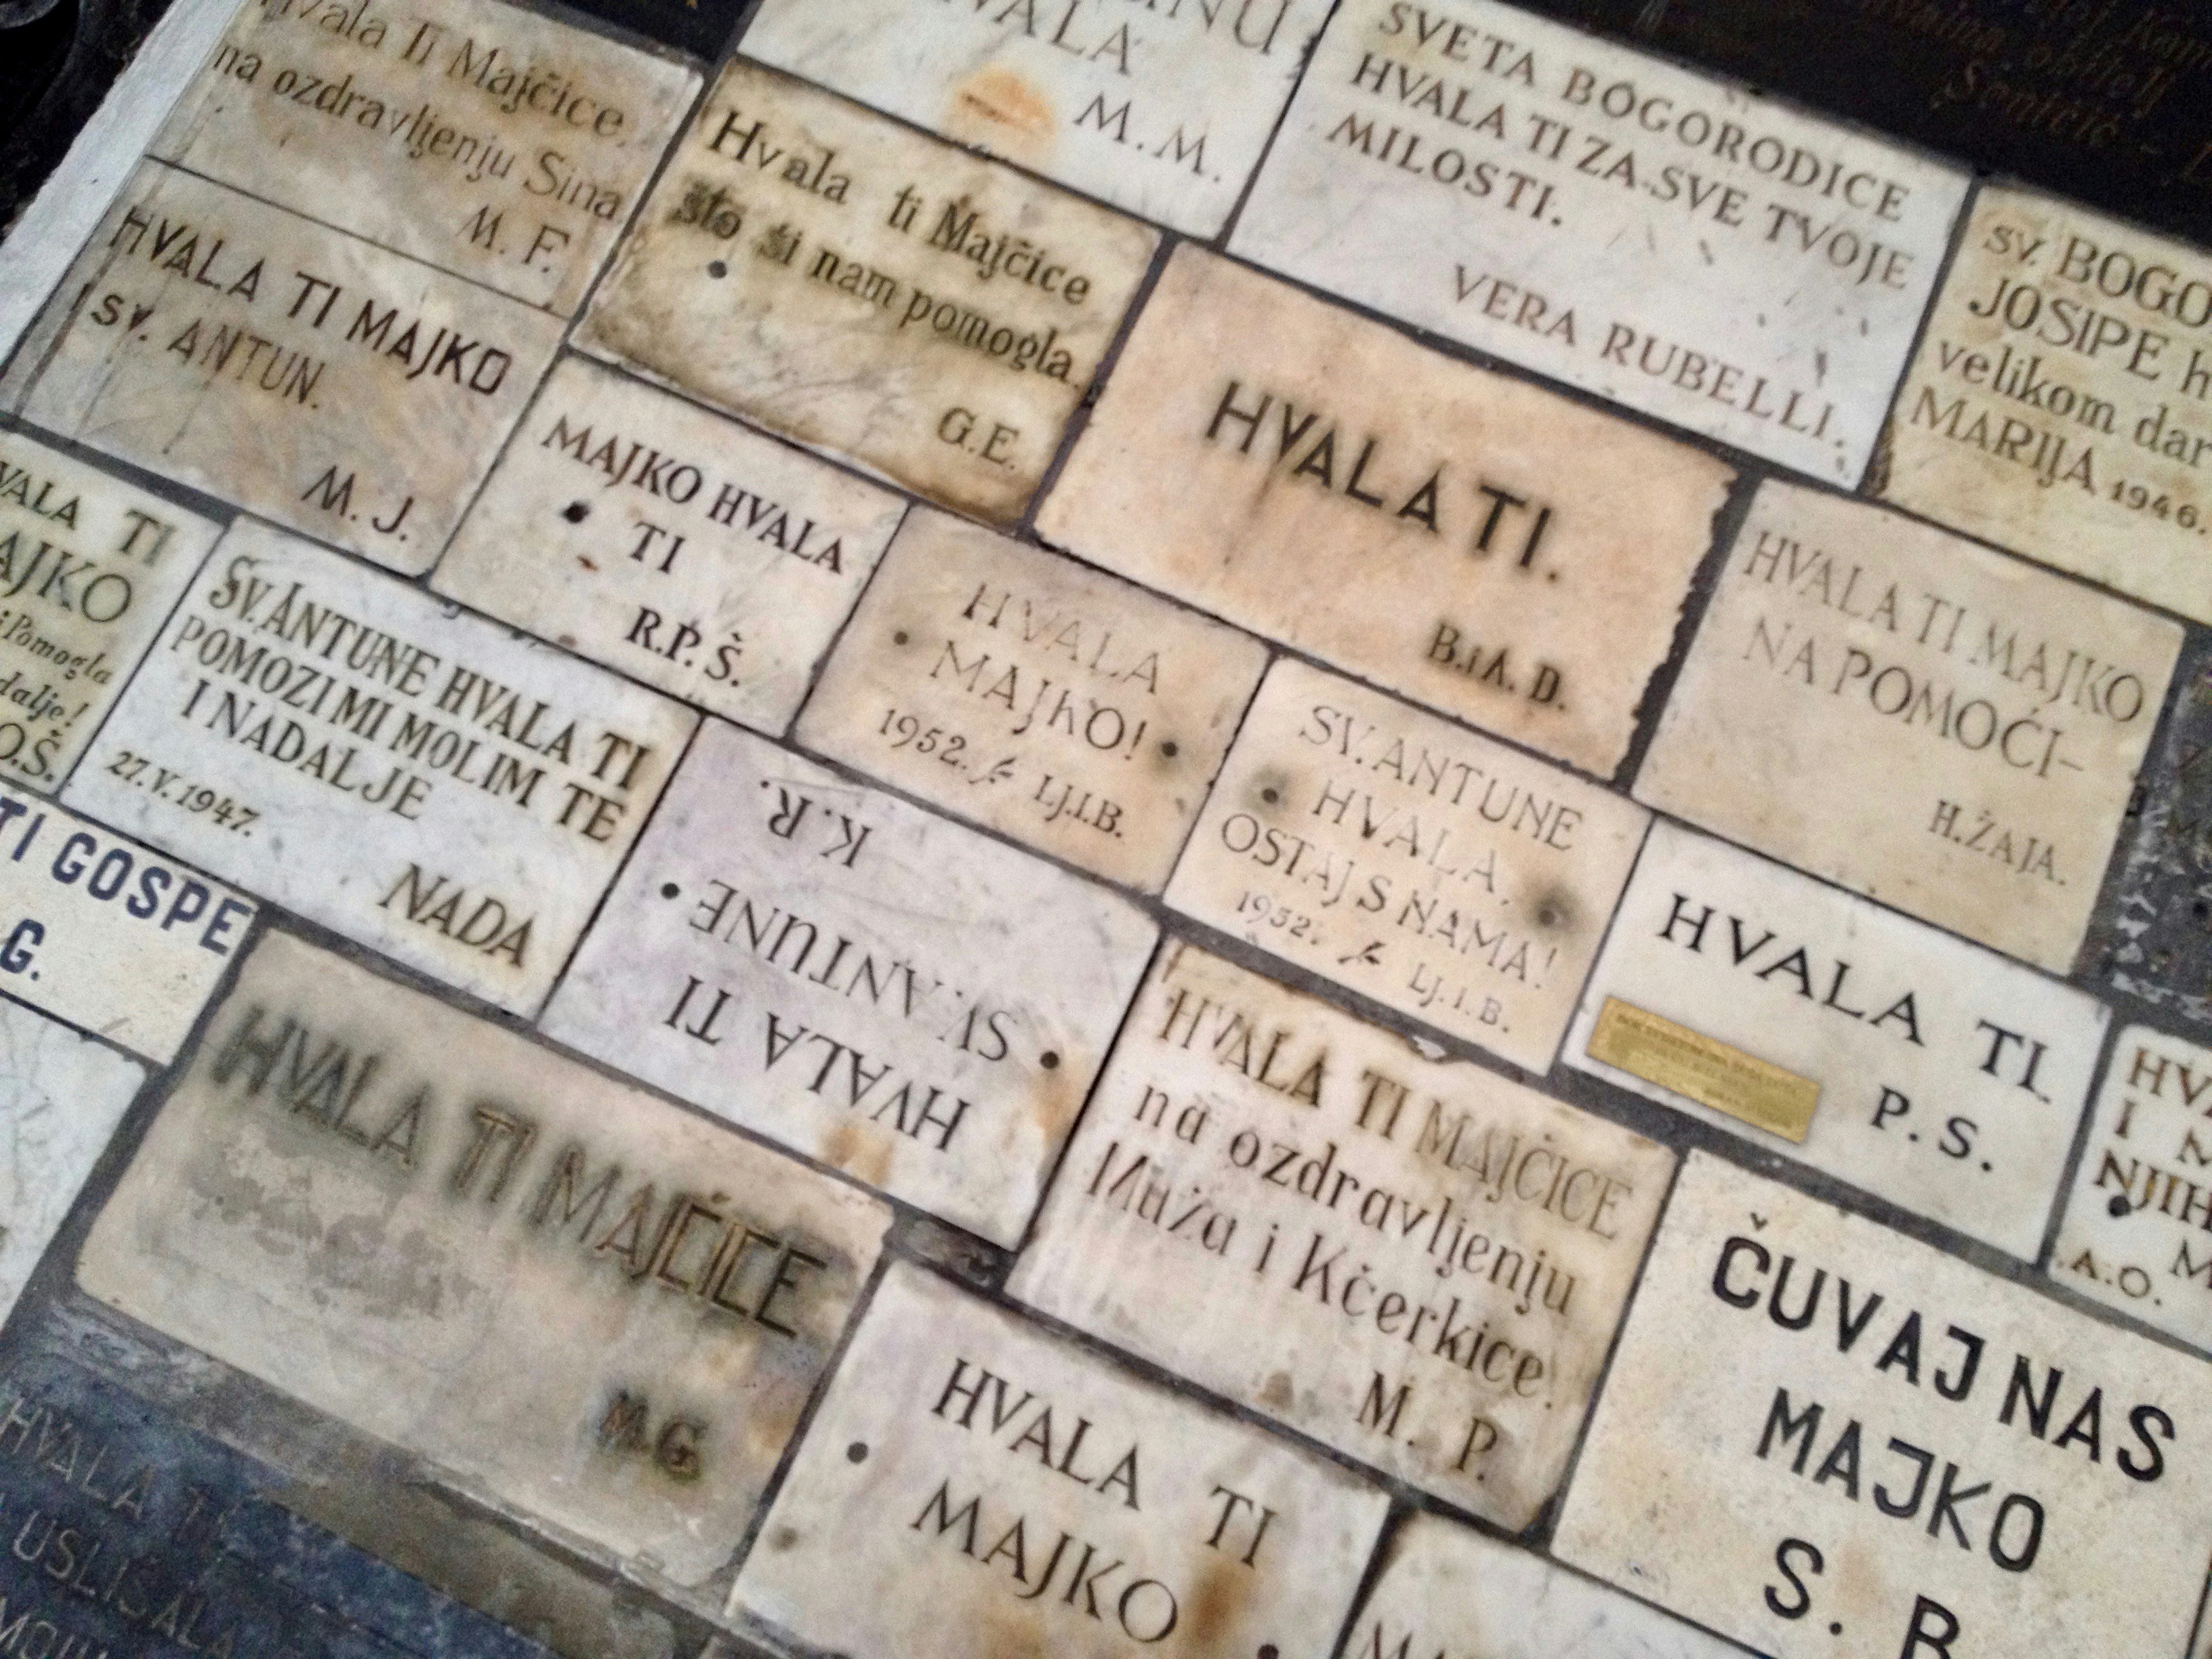 Hvala Ti Majčice
na ozdravljenju Sina
M. F.
HVALA
M. M.
SVETA BOGORODICE
HVALA TI ZA SVE TVOJE
MILOSTI.
VERA RUBELLI.
Hvala ti Majčice
što si nam pomogla.
G.E.
SV.
JOSIPE
velikom
MARIJA 1946.
HVALA TI MAJKO
SV. ANTUN.
M. J.
MAJKO HVALA
TI
R.P.Š.
HVALA TI.
B.i A. D.
HVALA TI MAJKO
NA POMOĆI-
H.ŽAJA.
HVALA
MAJKO!
1952. LJ.I.B.
SV. ANTUNE
HVALA.
OSTAJ S NAMA!
1952. LJ.I.B.
TI
Pomogla
dalje!
O.Š.
SV. ANTUNE HVALA TI
POMOZI MI MOLIM TE
I NADALJE
27.V.1947.
NADA
HVALA TI
SV. ANTUNE
K.R.
HVALA TI.
P. S.
TI GOSPE
G.
HVALA TI MAJČICE
M.G
HVALA TI MAJČICE
na ozdravljenju
Muža i Kčerkice.
M. P.
I
A.O.
ČUVAJ NAS
MAJKO
S. B
HVALA TI
MAJKO
HVALA TI
USLIŠALA